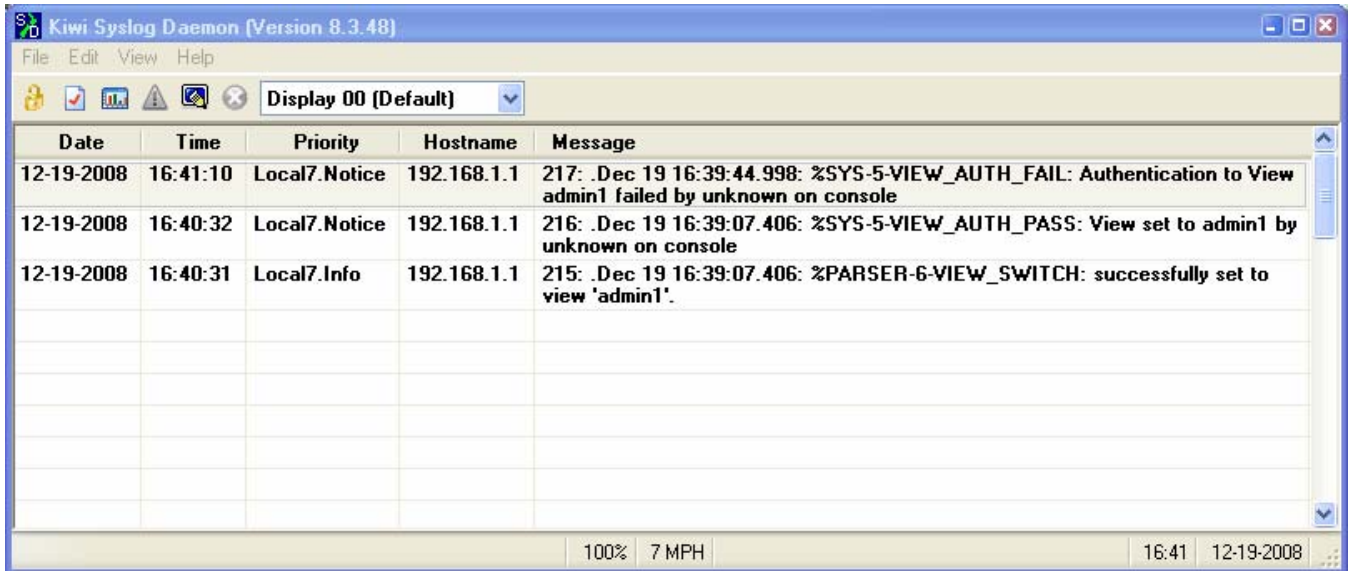 Kiwi Syslog Daemon (Version 8.3.48)
File Edit View Help
Display 00 (Default)
Date Time Priority Hostname Message
12-19-2008 16:41:10 Local7.Notice 192.168.1.1 217: .Dec 19 16:39:44.998: %SYS-5-VIEW_AUTH_FAIL: Authentication to View
admin1 failed by unknown on console
12-19-2008 16:40:32 Local7.Notice 192.168.1.1 216: .Dec 19 16:39:07.406: %SYS-5-VIEW_AUTH_PASS: View set to admin1 by
unknown on console
12-19-2008 16:40:31 Local7.Info 192.168.1.1 215: .Dec 19 16:39:07.406: %PARSER-6-VIEW_SWITCH: successfully set to
view 'admin1'.
100% 7 MPH 16:41 12-19-2008